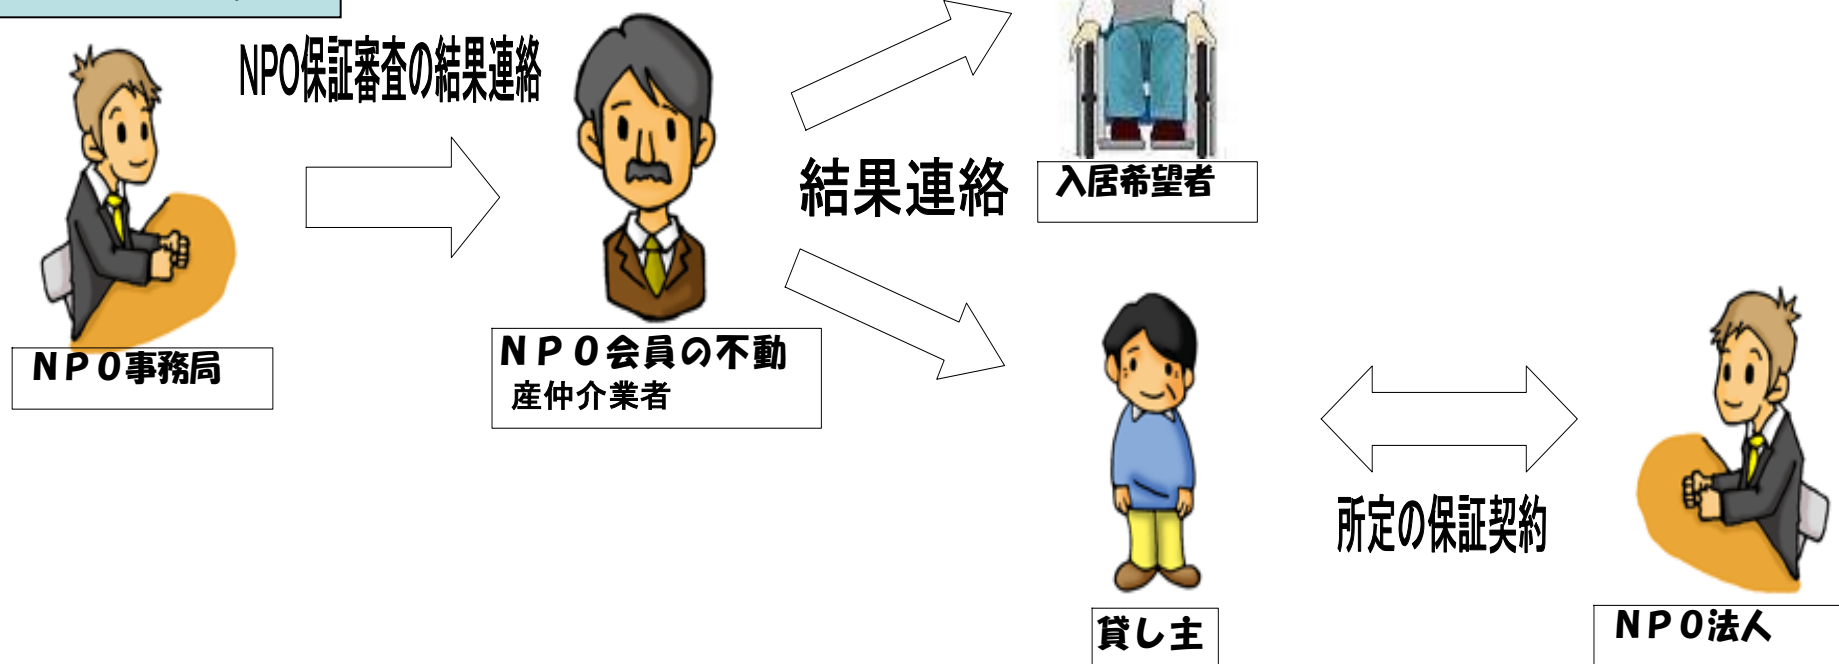 NPO保証審査の結果連絡
結果連絡
入居希望者
NPO事務局
NPO会員の不動
産仲介業者
所定の保証契約
貸し主
NPO法人